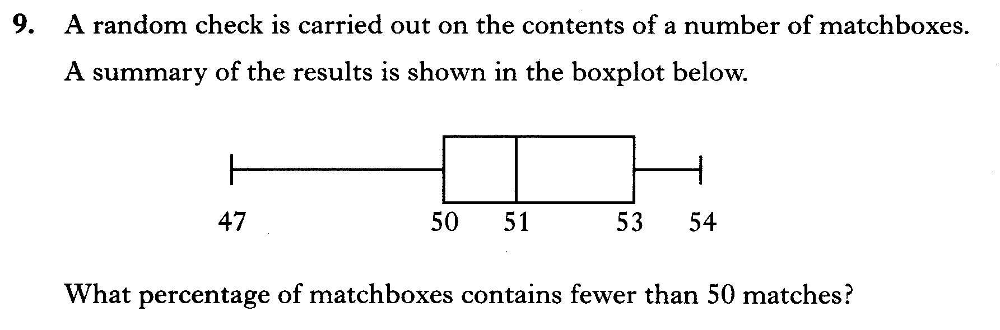 9. A random check is carried out on the contents of a number of matchboxes.
A summary of the results is shown in the boxplot below.
47 50 51 53 54
What percentage of matchboxes contains fewer than 50 matches?